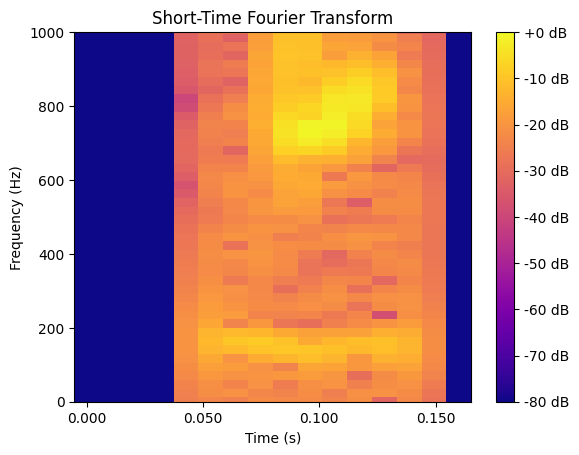 Short-Time Fourier Transform
1000
800
600
400
200
0
Frequency (Hz)
0.000
0.050
0.100
0.150
Time (s)
+0 dB
-10 dB
-20 dB
-30 dB
-40 dB
-50 dB
-60 dB
-70 dB
-80 dB